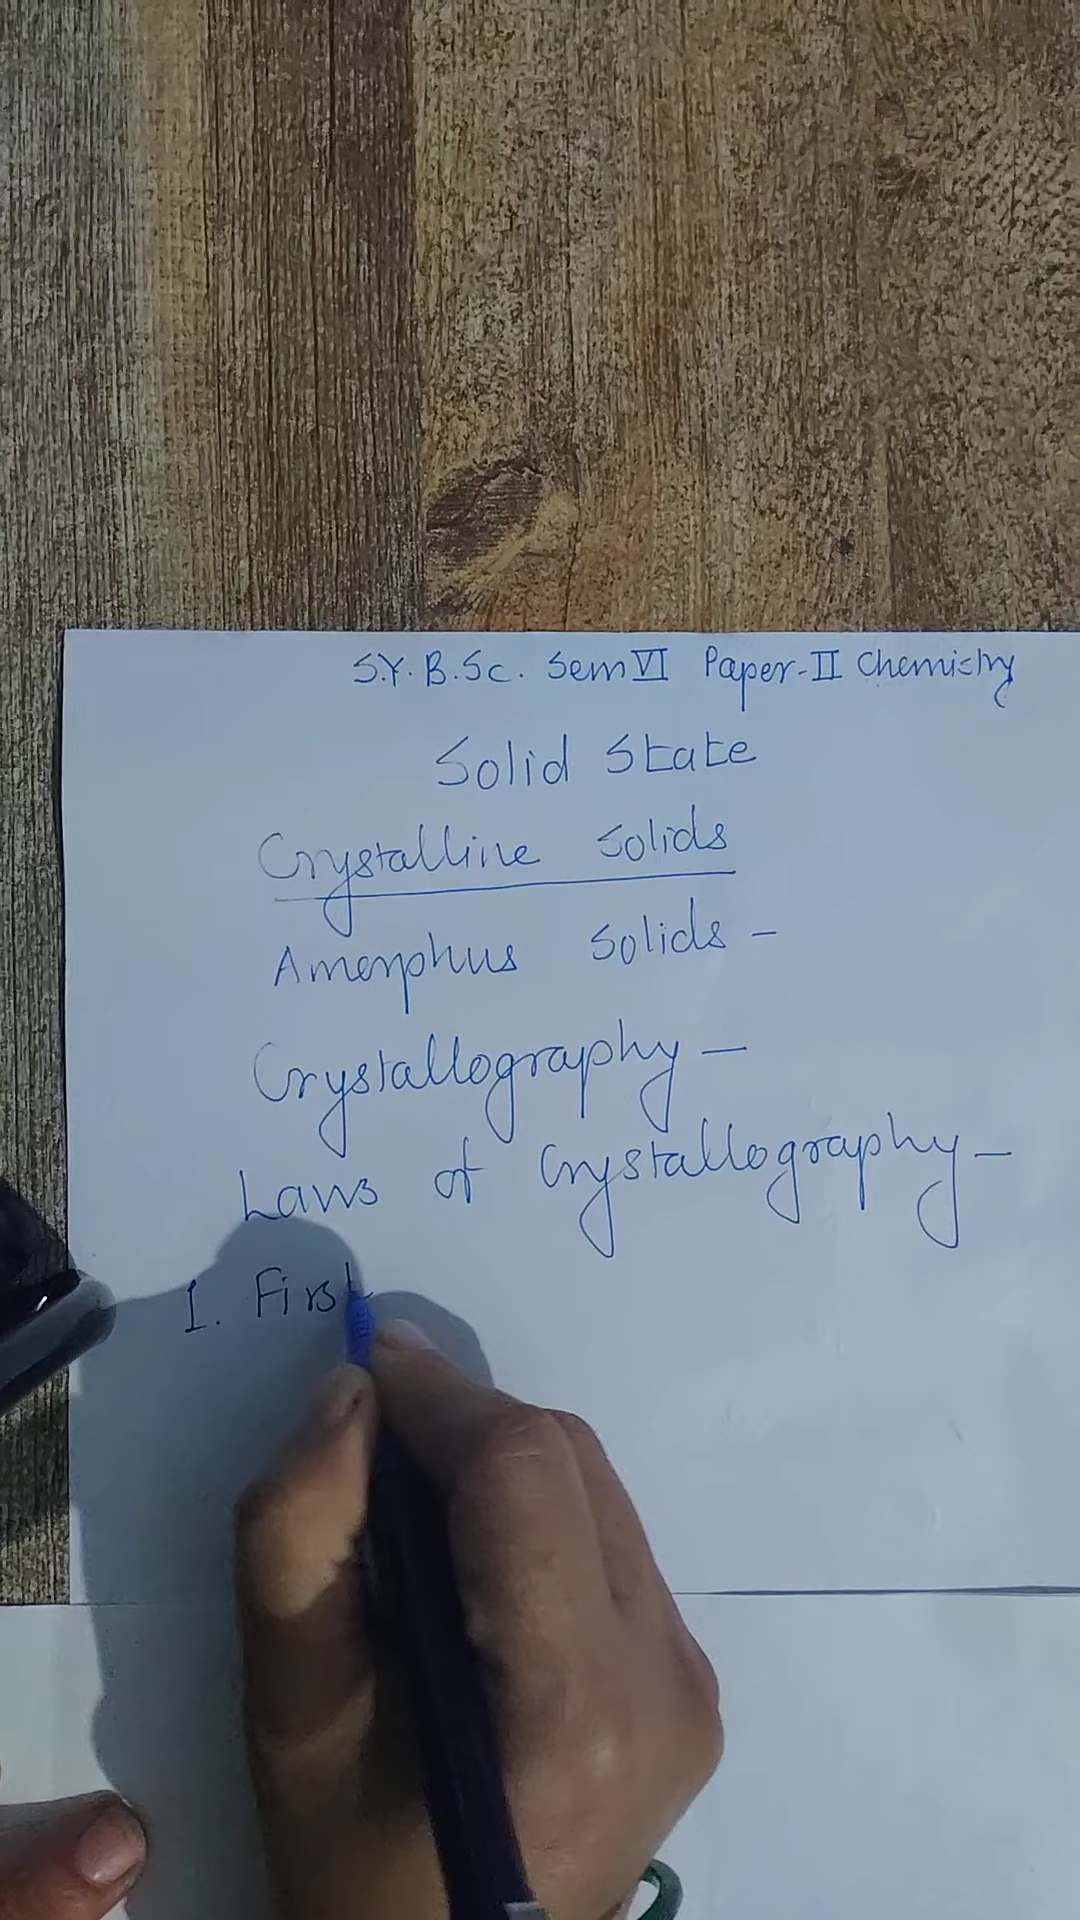 S.Y.B.Sc. Sem VI Paper-II Chemistry
Solid State
Crystalline Solids
Amorphus Solids -
Crystallography -
Laws of Crystallography -
1. First